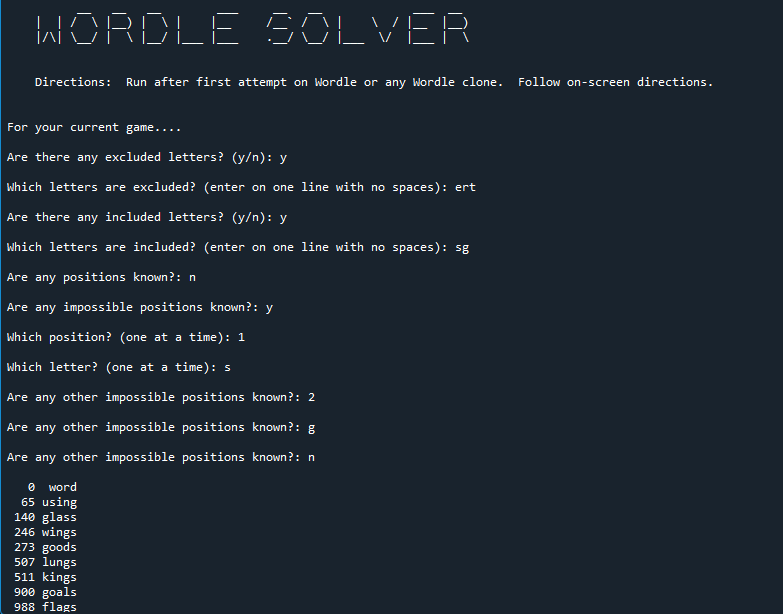 WORDLE SOLVER
Directions:  Run after first attempt on Wordle or any Wordle clone.  Follow on-screen directions.
For your current game....
Are there any excluded letters? (y/n): y
Which letters are excluded? (enter on one line with no spaces): ert
Are there any included letters? (y/n): y
Which letters are included? (enter on one line with no spaces): sg
Are any positions known?: n
Are any impossible positions known?: y
Which position? (one at a time): 1
Which letter? (one at a time): s
Are any other impossible positions known?: 2
Are any other impossible positions known?: g
Are any other impossible positions known?: n
0  word
65 using
140 glass
246 wings
273 goods
507 lungs
511 kings
900 goals
988 flags